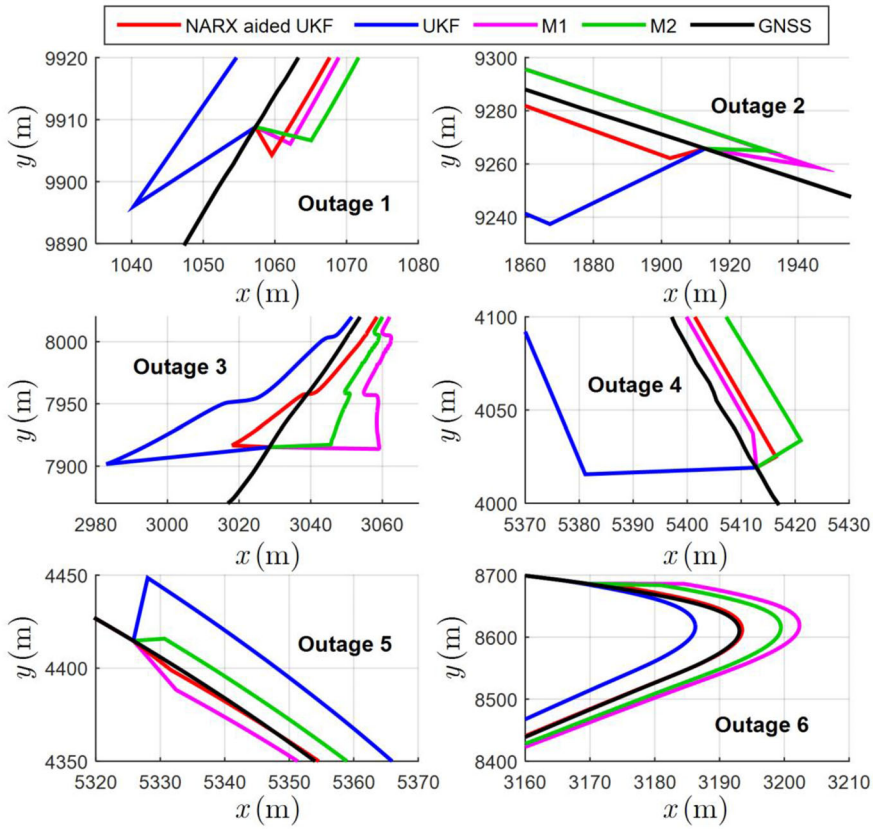 NARX aided UKF UKF M1 M2 GNSS
9920
9910
9900
9890
y (m)
1040 1050 1060 1070 1080
x (m)
Outage 1
9300
9280
9260
9240
y (m)
1860 1880 1900 1920 1940
x (m)
Outage 2
8000
7950
7900
y (m)
2980 3000 3020 3040 3060
x (m)
Outage 3
4100
4050
4000
y (m)
5370 5380 5390 5400 5410 5420 5430
x (m)
Outage 4
4450
4400
4350
y (m)
5320 5330 5340 5350 5360 5370
x (m)
Outage 5
8700
8600
8500
8400
y (m)
3160 3170 3180 3190 3200 3210
x (m)
Outage 6